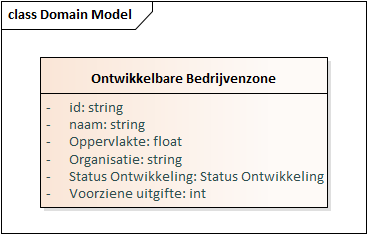 class Domain Model
Ontwikkelbare Bedrijvenzone
- id: string
- naam: string
- Oppervlakte: float
- Organisatie: string
- Status Ontwikkeling: Status Ontwikkeling
- Voorziene uitgifte: int